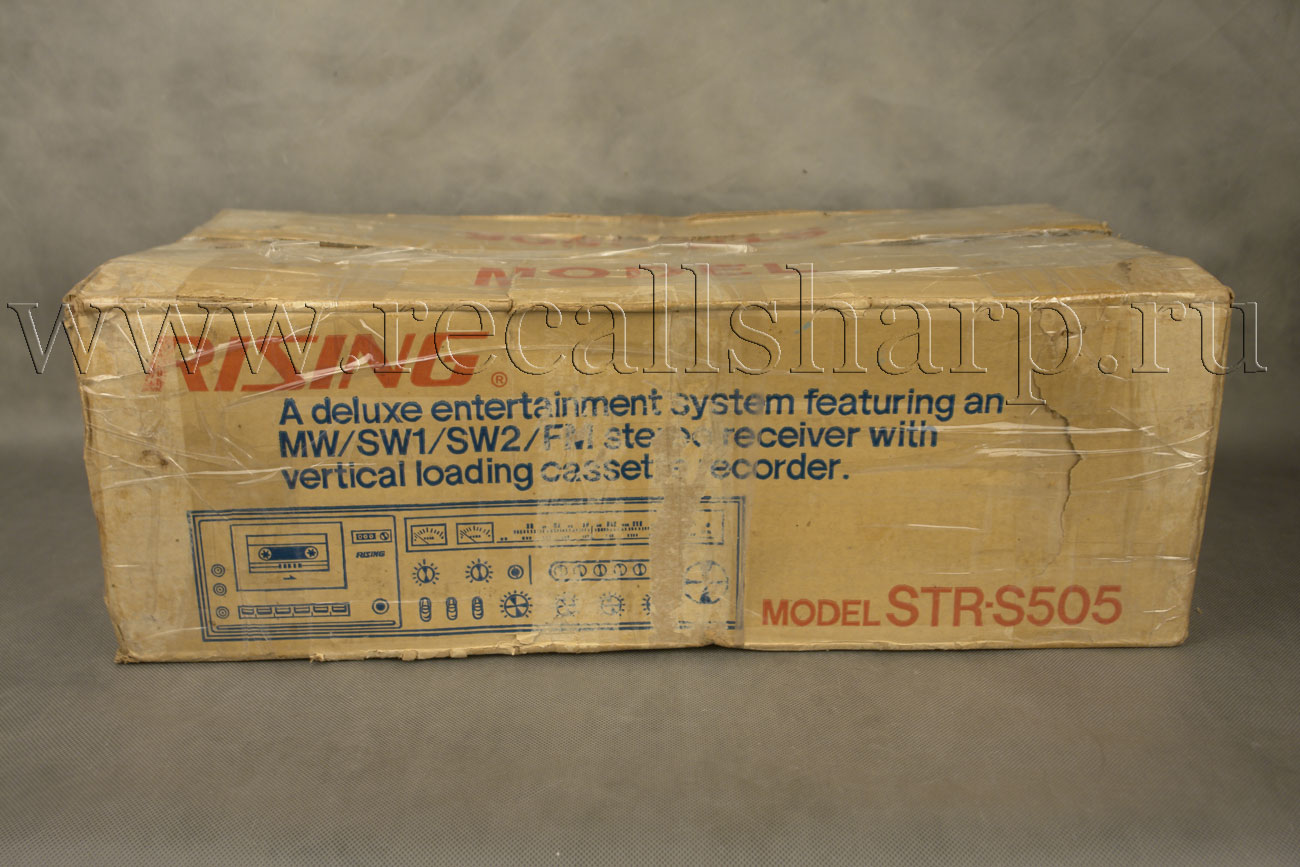 MODEL
www.recallsharp.ru
RISING®
A deluxe entertainment system featuring an
MW/SW1/SW2/FM stereo receiver with
vertical loading cassette recorder.
RISING
MODEL STR-S505